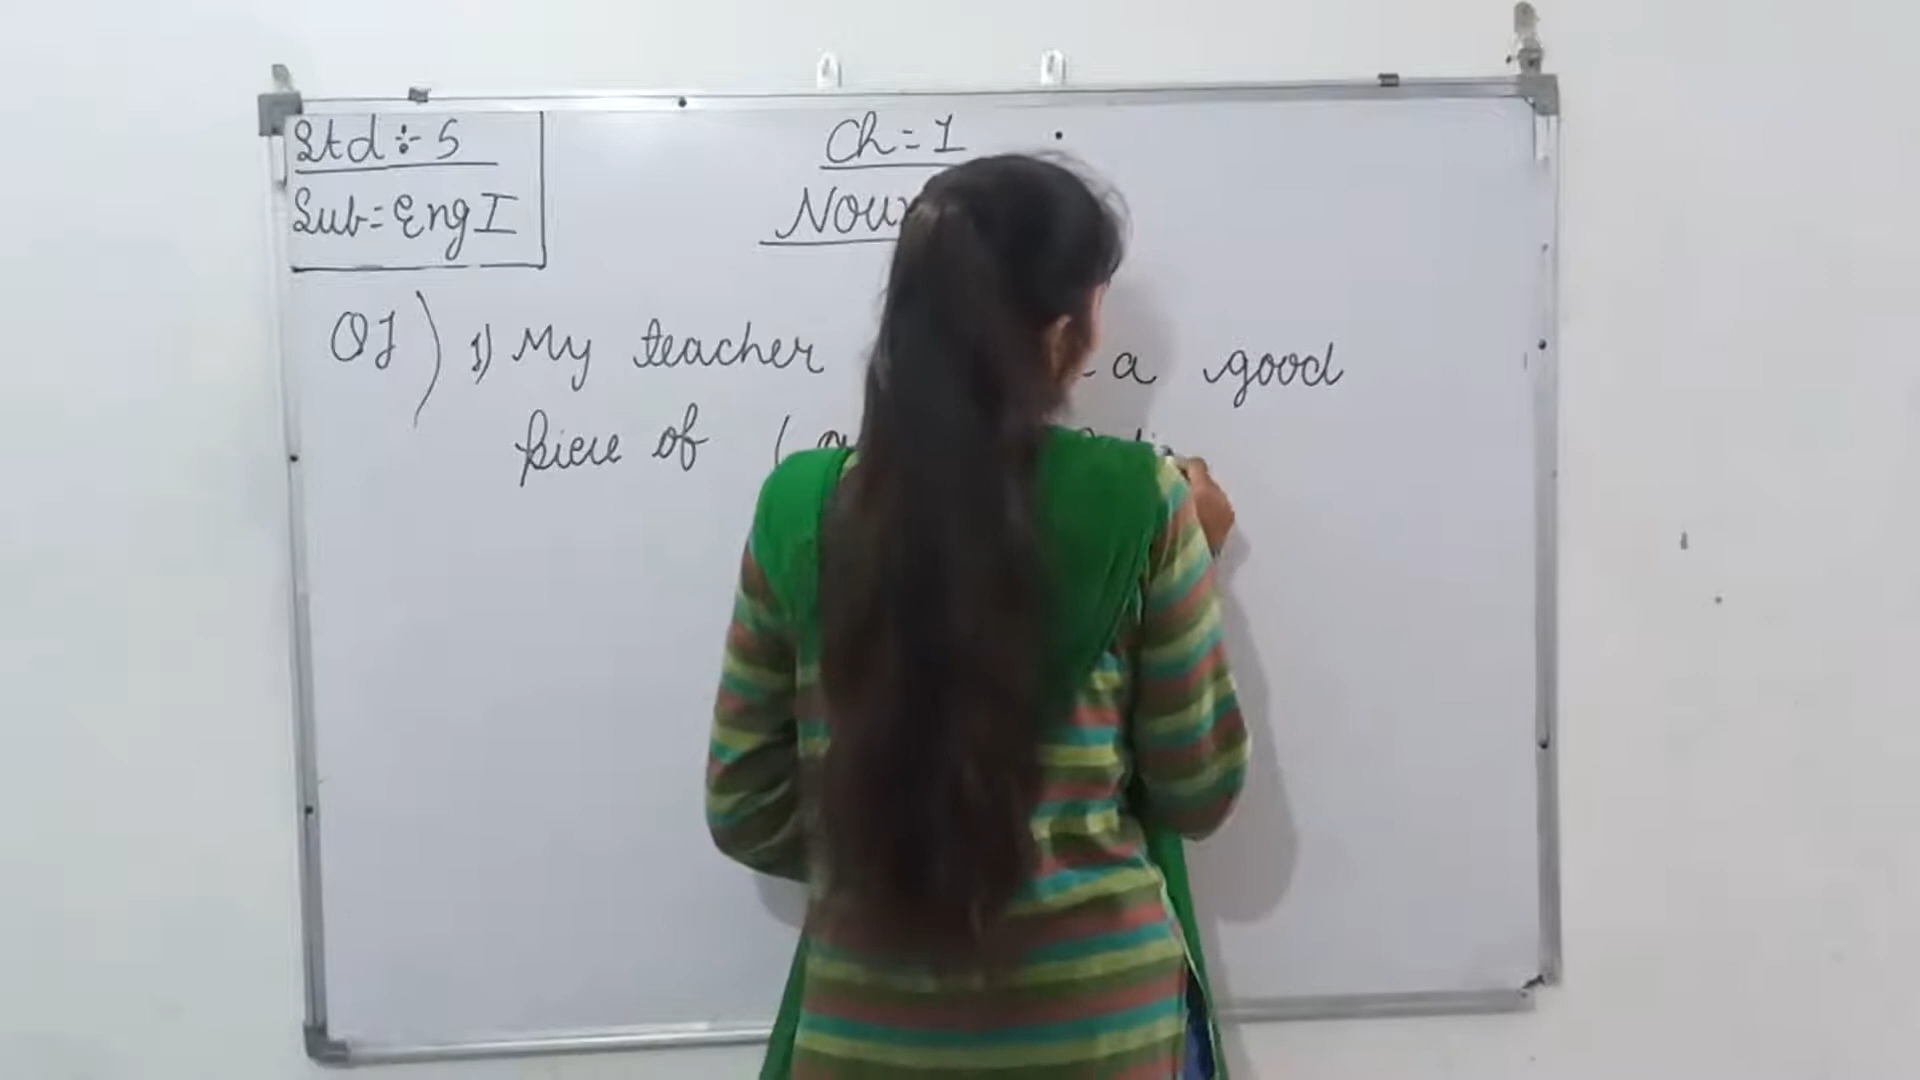 Std ÷ 5
Sub = Eng I
Ch = 1
Q1) 1) My teacher a good
piece of (